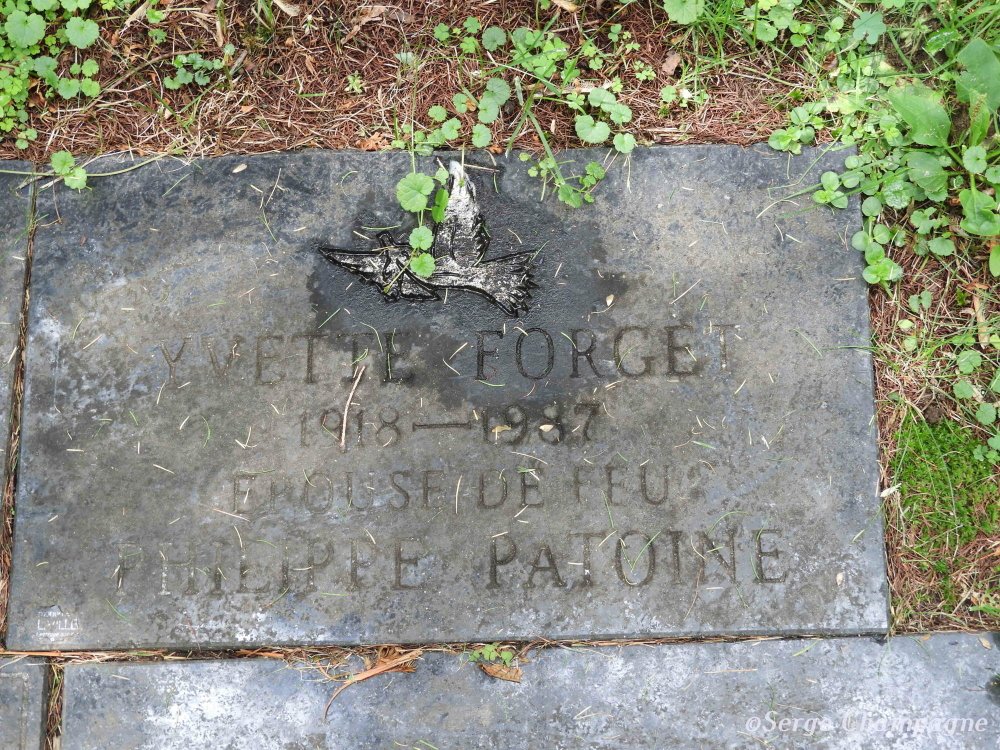 YVETTE FORGET
1918—1987
EPOUSE DE FEU
PHILIPPE PATOINE
©Serge Champagne